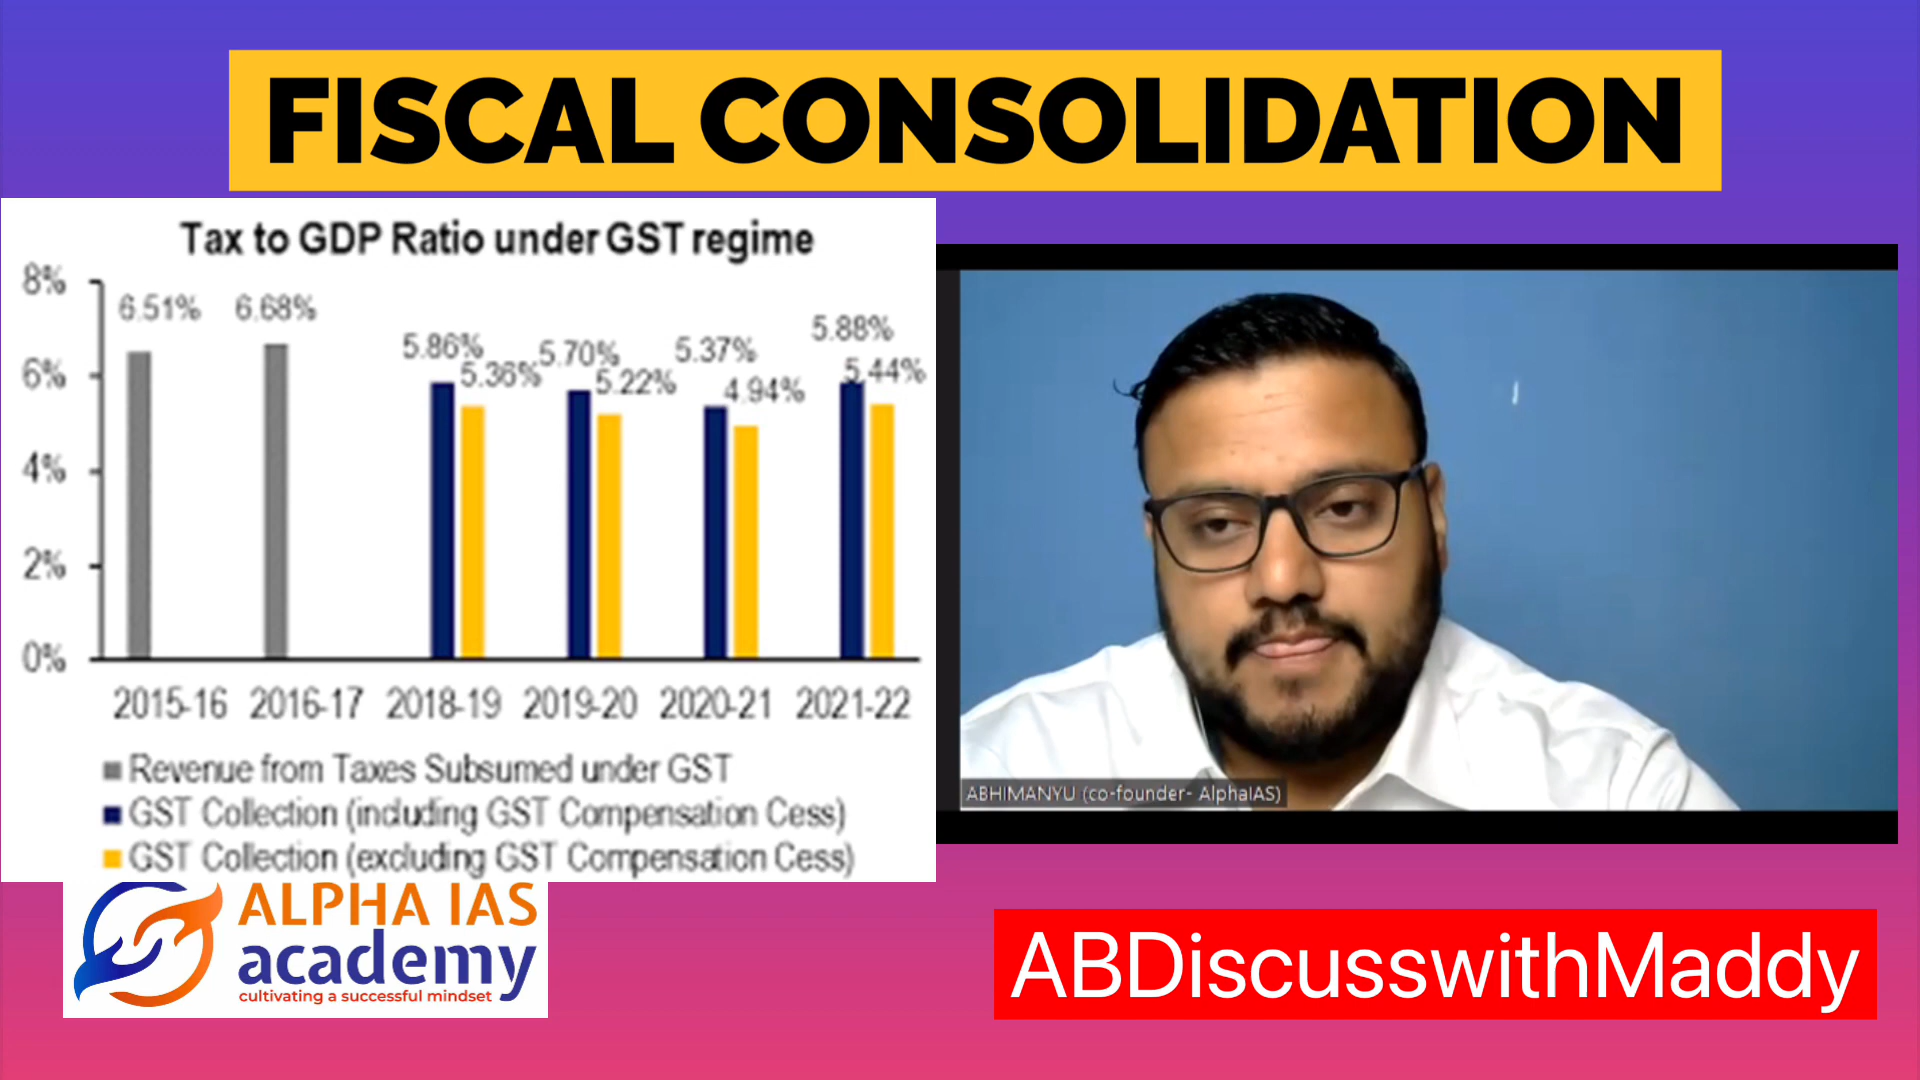 FISCAL CONSOLIDATION
Tax to GDP Ratio under GST regime
8%
6%
4%
2%
0%
6.51%
6.68%
5.86%
5.36%
5.70%
5.22%
5.37%
4.94%
5.88%
5.44%
2015-16 2016-17 2018-19 2019-20 2020-21 2021-22
Revenue from Taxes Subsumed under GST
GST Collection (including GST Compensation Cess)
GST Collection (excluding GST Compensation Cess)
ABHIMANYU (co-founder- AlphaIAS)
ALPHA IAS
academy
cultivating a successful mindset
ABDiscusswithMaddy